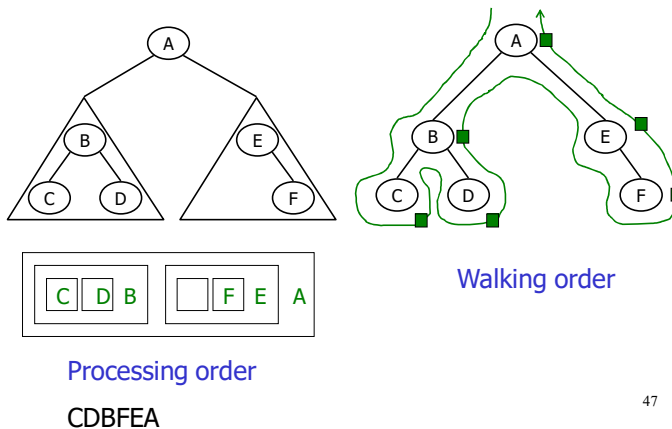 A
B
E
C
D
F
A
B
E
C
D
F
C D B F E A
Walking order
Processing order
CDBFEA
47